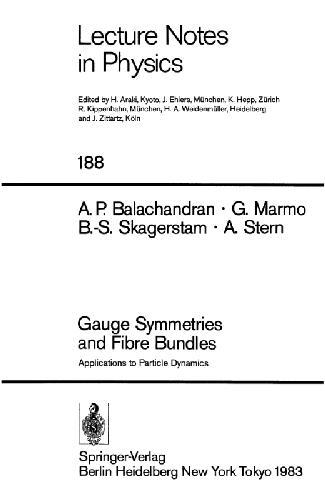 Lecture Notes
in Physics
Edited by H. Araki, Kyoto, J. Ehlers, München, K. Hepp, Zürich
R. Kippenhahn, München, H. A. Weidenmüller, Heidelberg
and J. Zittartz, Köln
188
A. P. Balachandran · G. Marmo
B.-S. Skagerstam · A. Stern
Gauge Symmetries
and Fibre Bundles
Applications to Particle Dynamics
Springer-Verlag
Berlin Heidelberg New York Tokyo 1983